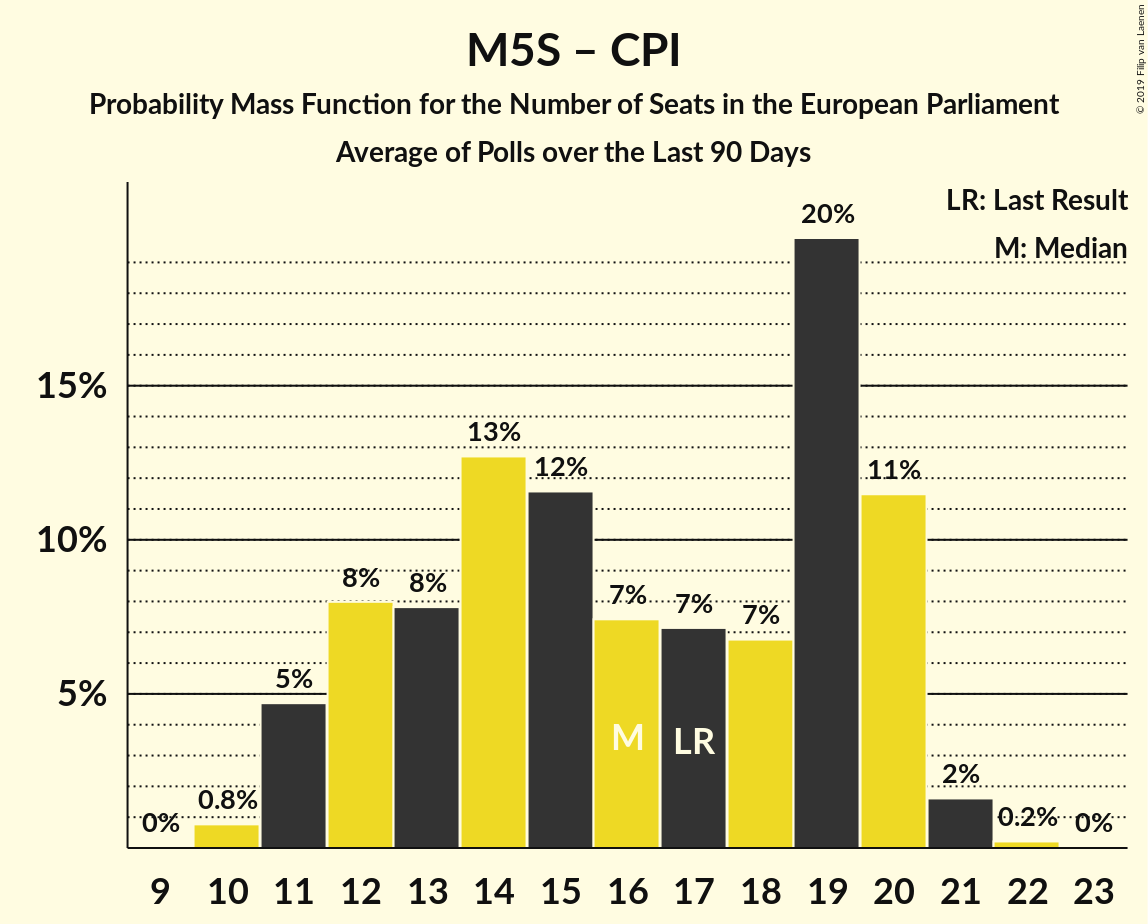 M5S – CPI
Probability Mass Function for the Number of Seats in the European Parliament
Average of Polls over the Last 90 Days
© 2019 Filip van Laenen
LR: Last Result
M: Median
20%
15%
13%
12%
11%
10%
8%
8%
7%
7%
7%
5%
5%
M
LR
2%
0.8%
0%
0.2%
0%
9 10 11 12 13 14 15 16 17 18 19 20 21 22 23